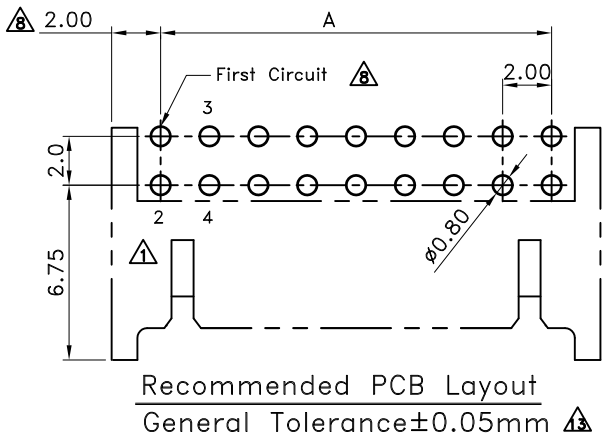 8 2.00 A
First Circuit 8
2.00
3
2.0
2 4
1
6.75
ø0.80
Recommended PCB Layout
General Tolerance±0.05mm 13